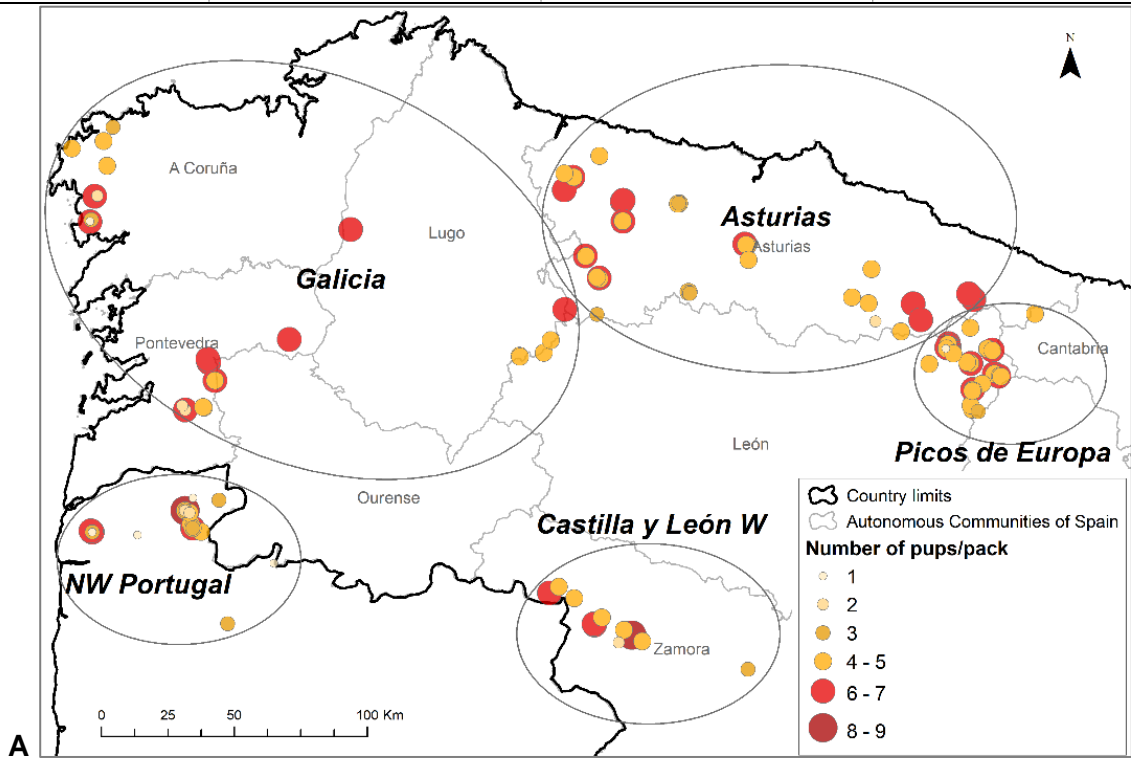 N
A Coruña
Lugo
Asturias
Asturias
Galicia
Pontevedra
Cantabria
León
Picos de Europa
Ourense
Castilla y León W
NW Portugal
Zamora
Country limits
Autonomous Communities of Spain
Number of pups/pack
1
2
3
4 - 5
6 - 7
8 - 9
0 25 50 100 Km
A